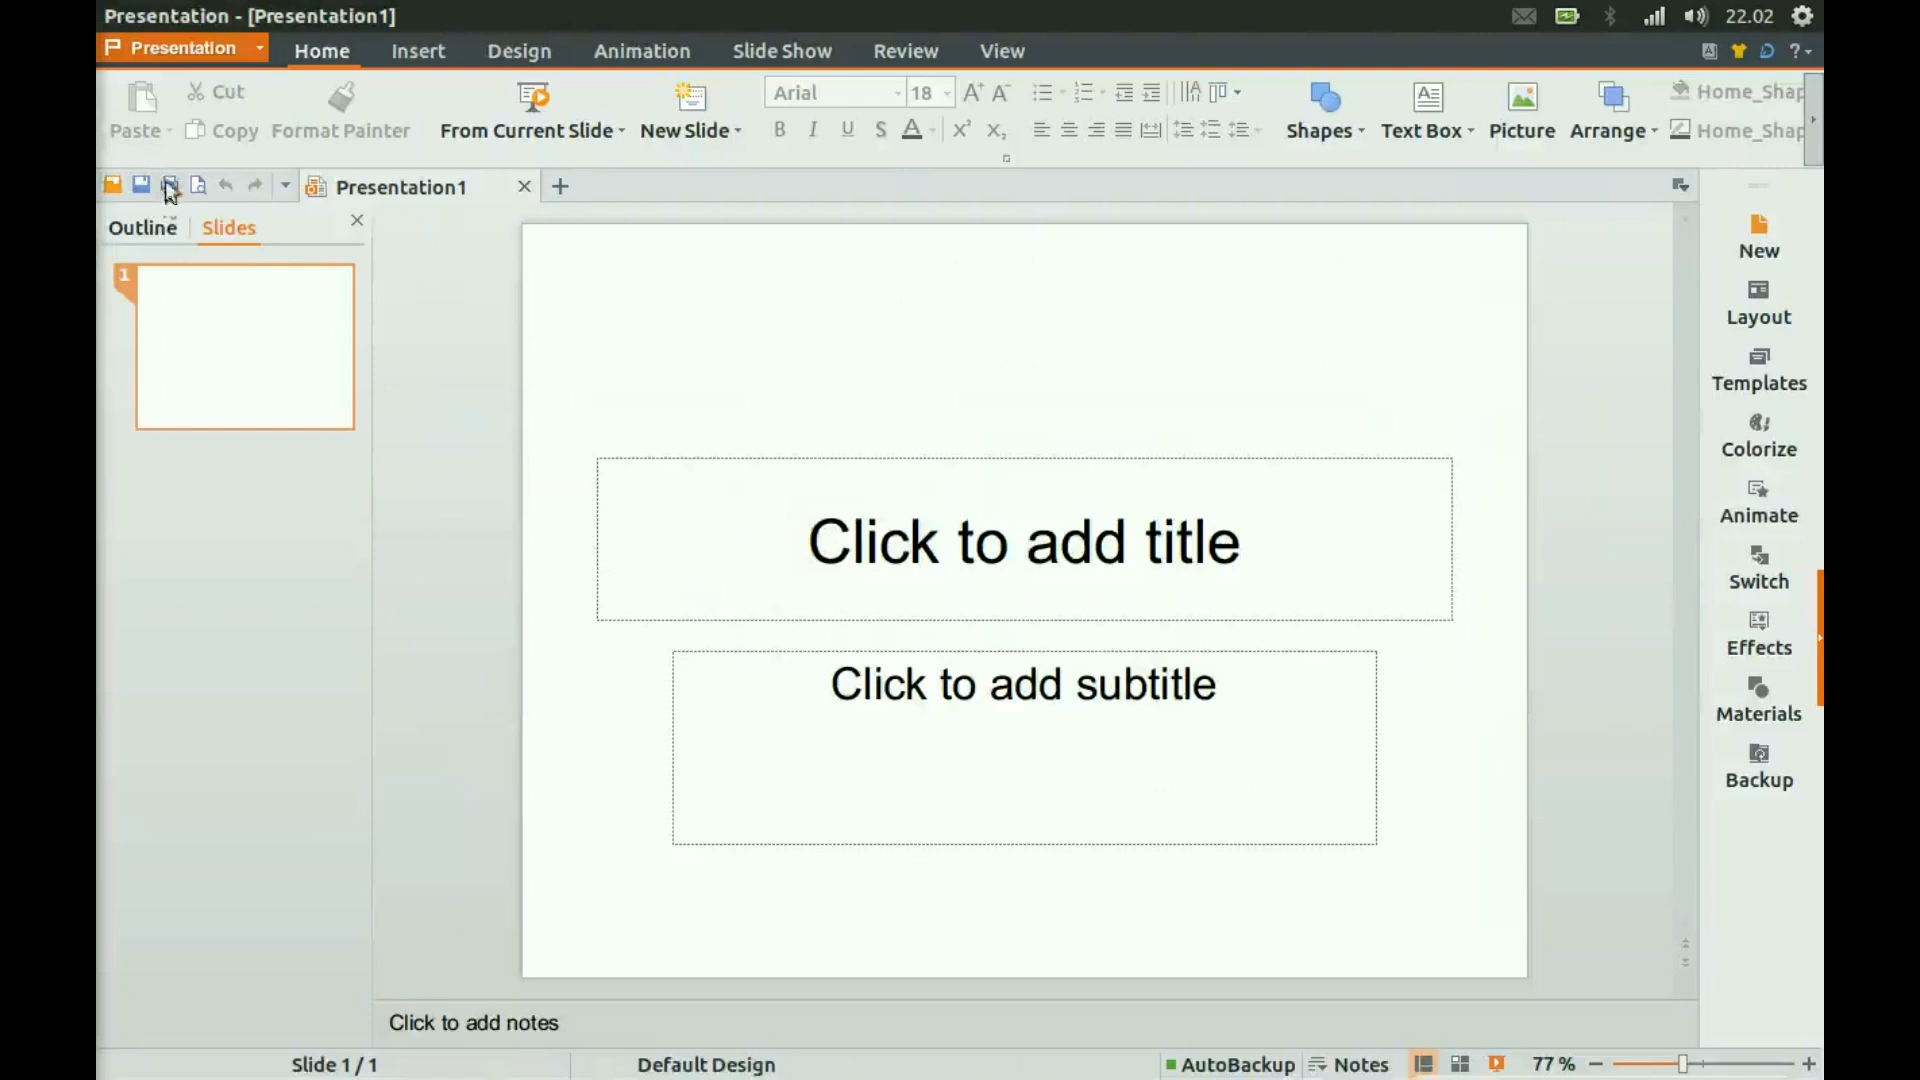 Presentation - [Presentation1]
22.02
Presentation
Home
Insert
Design
Animation
Slide Show
Review
View
Paste
Cut
Copy
Format Painter
From Current Slide
New Slide
Arial
18
Shapes
Text Box
Picture
Arrange
Home_Shap
Home_Shap
Presentation1
Outline
Slides
1
Click to add title
Click to add subtitle
New
Layout
Templates
Colorize
Animate
Switch
Effects
Materials
Backup
Click to add notes
Slide 1 / 1
Default Design
AutoBackup
Notes
77 %